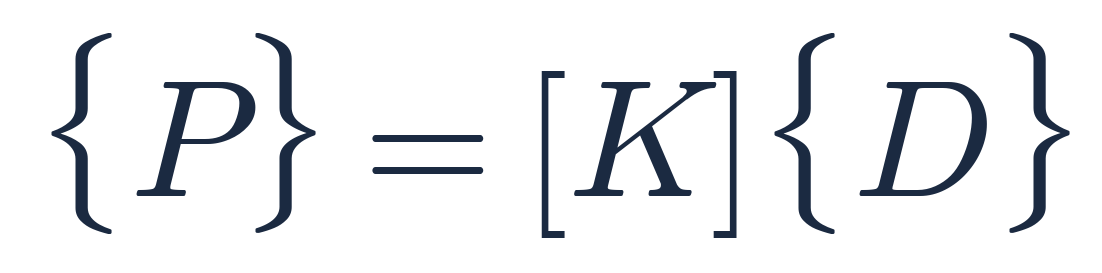 {P} = [K]{D}